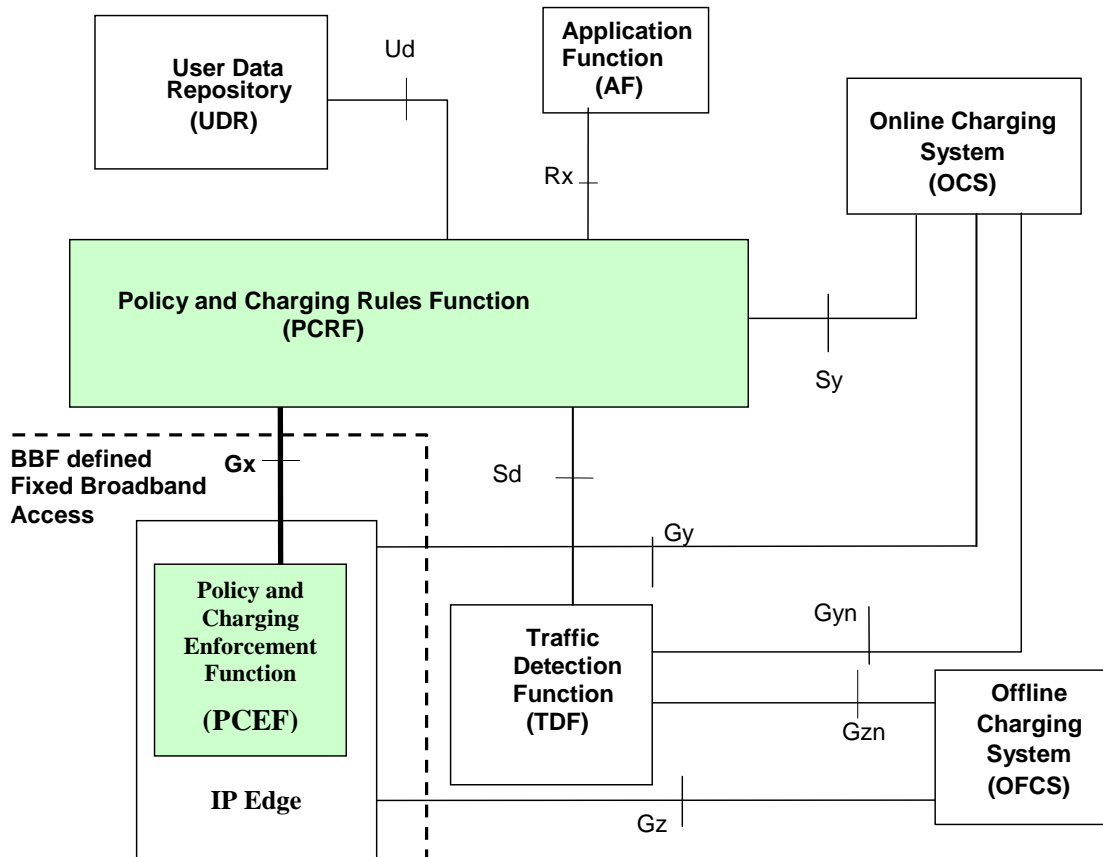 Ud
User Data
Repository
(UDR)
Application
Function
(AF)
Online Charging
System
(OCS)
Rx
Policy and Charging Rules Function
(PCRF)
Sy
BBF defined
Fixed Broadband
Access
Gx
Sd
Gy
Policy and
Charging
Enforcement
Function
(PCEF)
IP Edge
Traffic
Detection
Function
(TDF)
Gyn
Gzn
Offline
Charging
System
(OFCS)
Gz